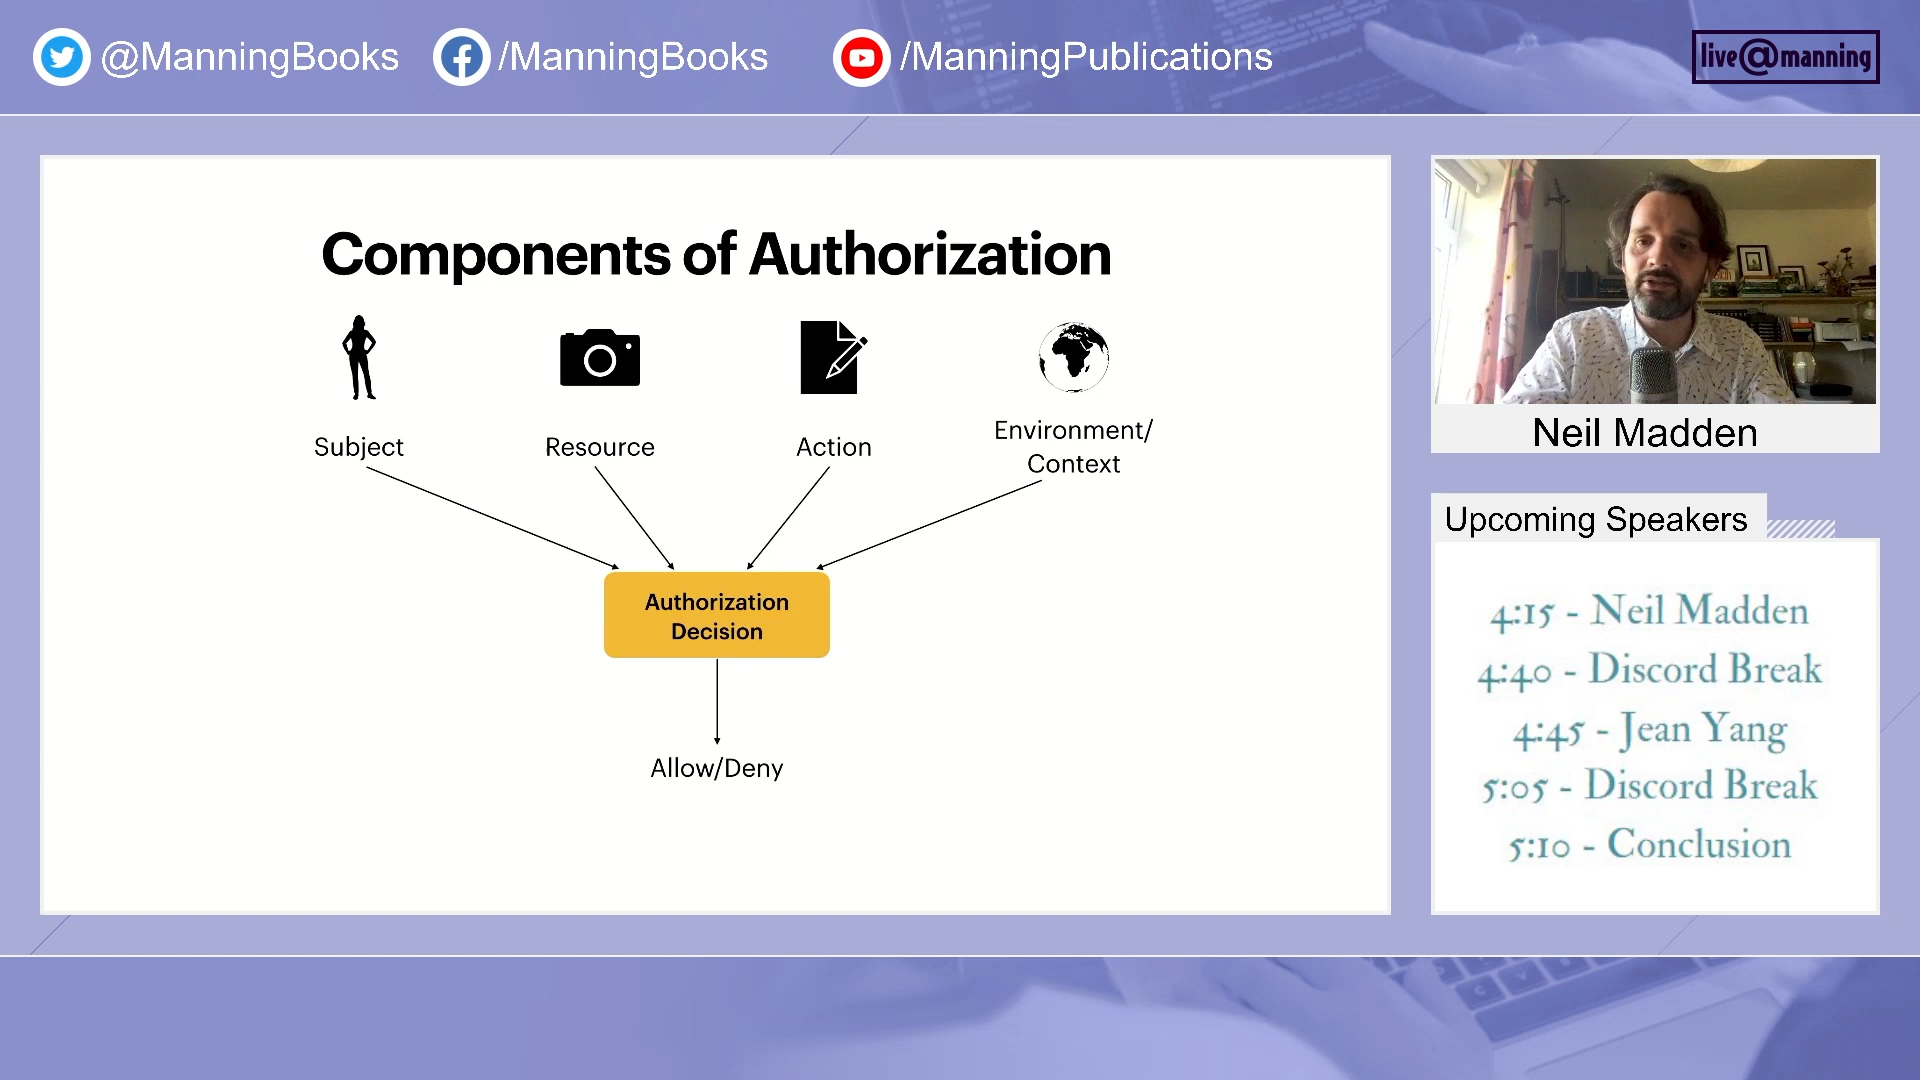 @ManningBooks
/ManningBooks
/ManningPublications
live@manning
Components of Authorization
Subject
Resource
Action
Environment/
Context
Authorization
Decision
Allow/Deny
Neil Madden
Upcoming Speakers
4:15 - Neil Madden
4:40 - Discord Break
4:45 - Jean Yang
5:05 - Discord Break
5:10 - Conclusion